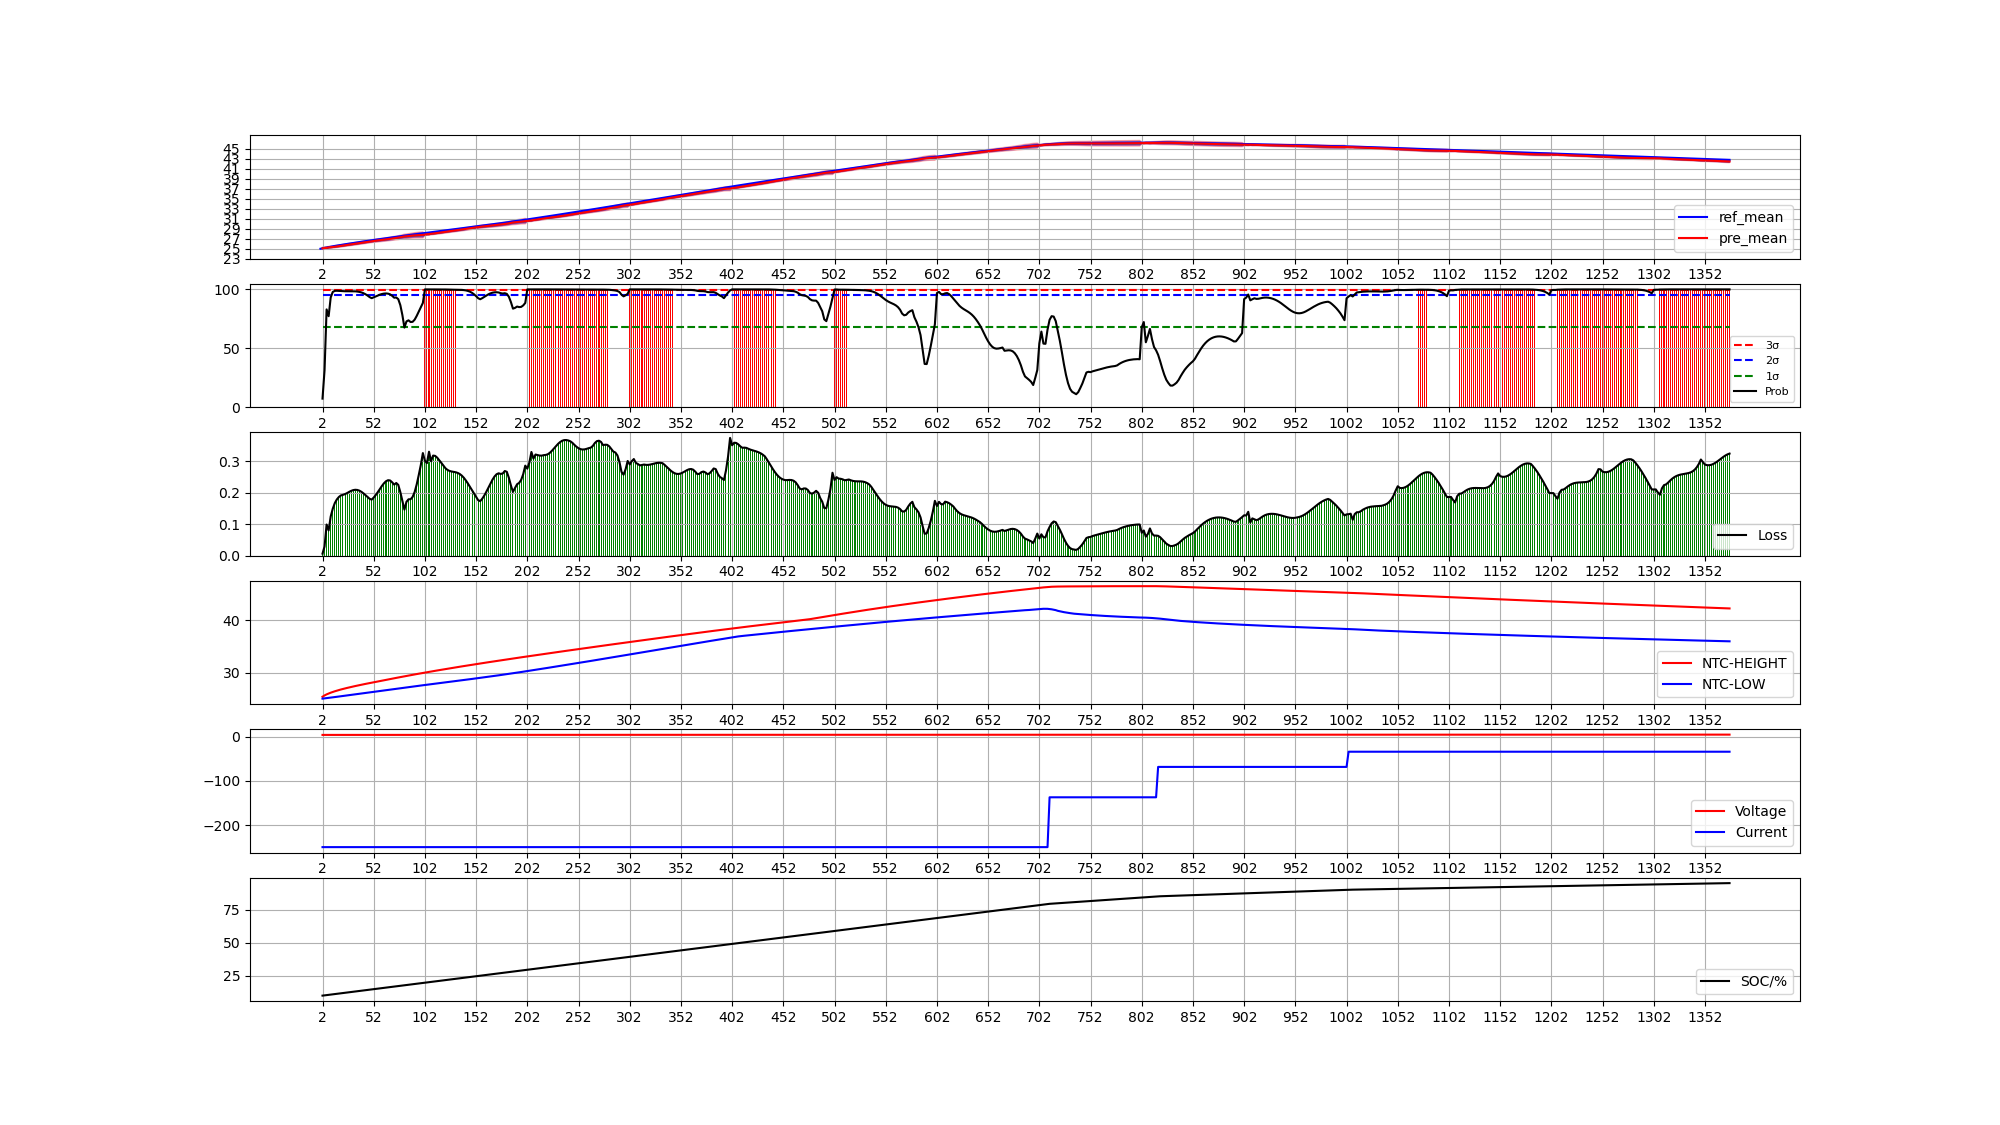 45
43
41
39
37
35
33
31
29
27
25
23
ref_mean
pre_mean
2 52 102 152 202 252 302 352 402 452 502 552 602 652 702 752 802 852 902 952 1002 1052 1102 1152 1202 1252 1302 1352
100
50
0
3σ
2σ
1σ
Prob
2 52 102 152 202 252 302 352 402 452 502 552 602 652 702 752 802 852 902 952 1002 1052 1102 1152 1202 1252 1302 1352
0.3
0.2
0.1
0.0
Loss
2 52 102 152 202 252 302 352 402 452 502 552 602 652 702 752 802 852 902 952 1002 1052 1102 1152 1202 1252 1302 1352
40
30
NTC-HEIGHT
NTC-LOW
2 52 102 152 202 252 302 352 402 452 502 552 602 652 702 752 802 852 902 952 1002 1052 1102 1152 1202 1252 1302 1352
0
−100
−200
Voltage
Current
2 52 102 152 202 252 302 352 402 452 502 552 602 652 702 752 802 852 902 952 1002 1052 1102 1152 1202 1252 1302 1352
75
50
25
SOC/%
2 52 102 152 202 252 302 352 402 452 502 552 602 652 702 752 802 852 902 952 1002 1052 1102 1152 1202 1252 1302 1352